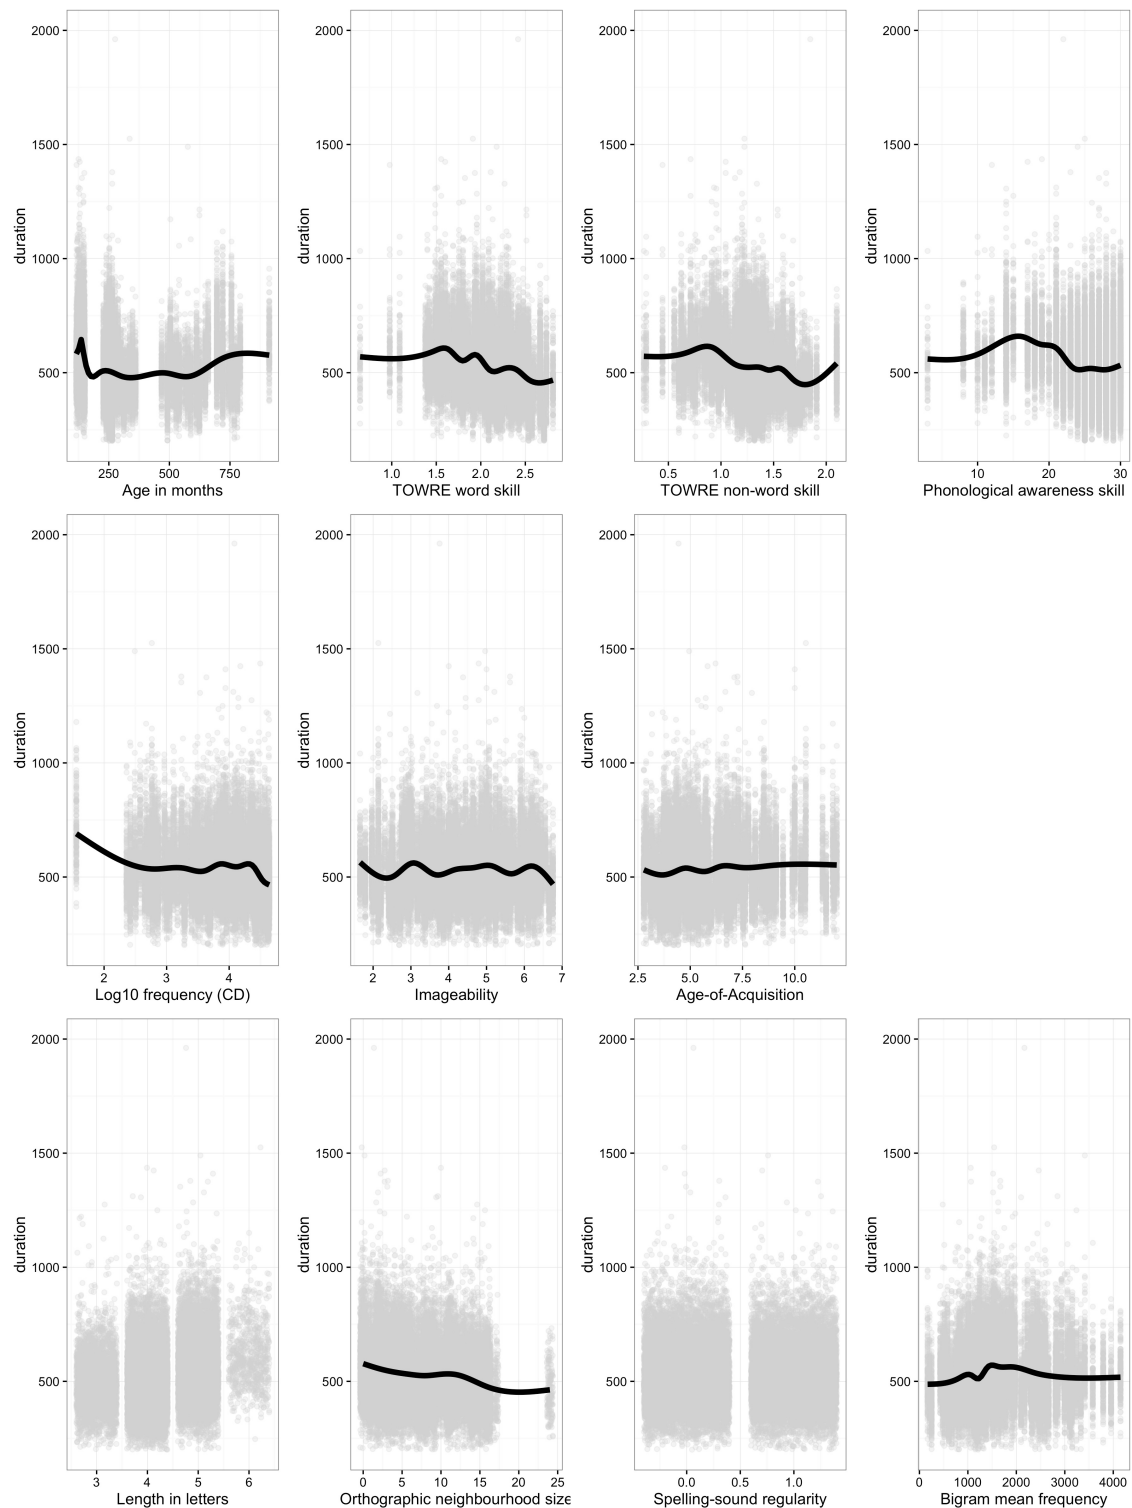 2000
1500
1000
500
duration
250 500 750
Age in months
2000
1500
1000
500
duration
1.0 1.5 2.0 2.5
TOWRE word skill
2000
1500
1000
500
duration
0.5 1.0 1.5 2.0
TOWRE non-word skill
2000
1500
1000
500
duration
10 20 30
Phonological awareness skill
2000
1500
1000
500
duration
2 3 4
Log10 frequency (CD)
2000
1500
1000
500
duration
2 3 4 5 6 7
Imageability
2000
1500
1000
500
duration
2.5 5.0 7.5 10.0
Age-of-Acquisition
2000
1500
1000
500
duration
3 4 5 6
Length in letters
2000
1500
1000
500
duration
0 5 10 15 20 25
Orthographic neighbourhood size
2000
1500
1000
500
duration
0.0 0.5 1.0
Spelling-sound regularity
2000
1500
1000
500
duration
0 1000 2000 3000 4000
Bigram mean frequency